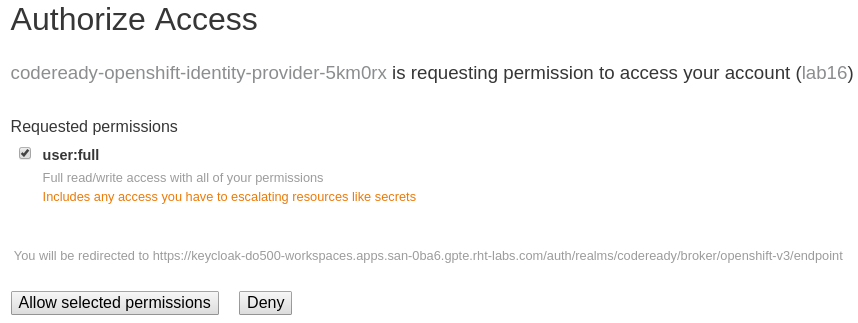 Authorize Access
codeready-openshift-identity-provider-5km0rx is requesting permission to access your account (lab16)
Requested permissions
user:full
Full read/write access with all of your permissions
Includes any access you have to escalating resources like secrets
You will be redirected to https://keycloak-do500-workspaces.apps.san-0ba6.gpte.rht-labs.com/auth/realms/codeready/broker/openshift-v3/endpoint
Allow selected permissions Deny